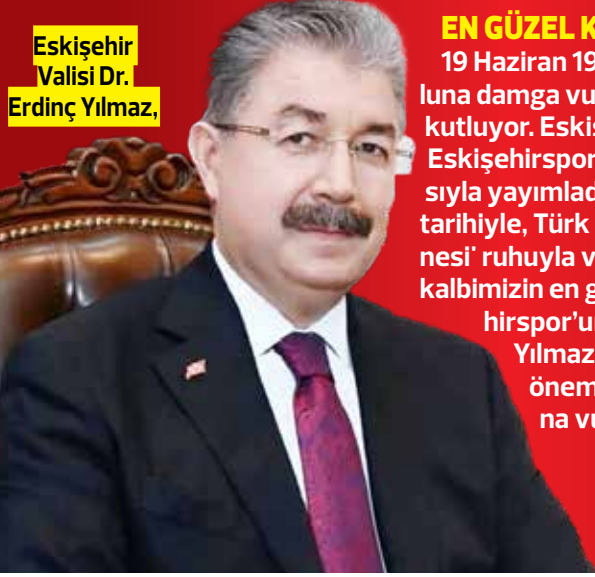 Eskişehir
Valisi Dr.
Erdinç Yılmaz,
EN GÜZEL K
19 Haziran 19
luna damga vu
kutluyor. Eskiş
Eskişehirspor
sıyla yayımlad
tarihiyle, Türk
nesi' ruhuyla v
kalbimizin en g
hirspor'u
Yılmaz
önem
na vu